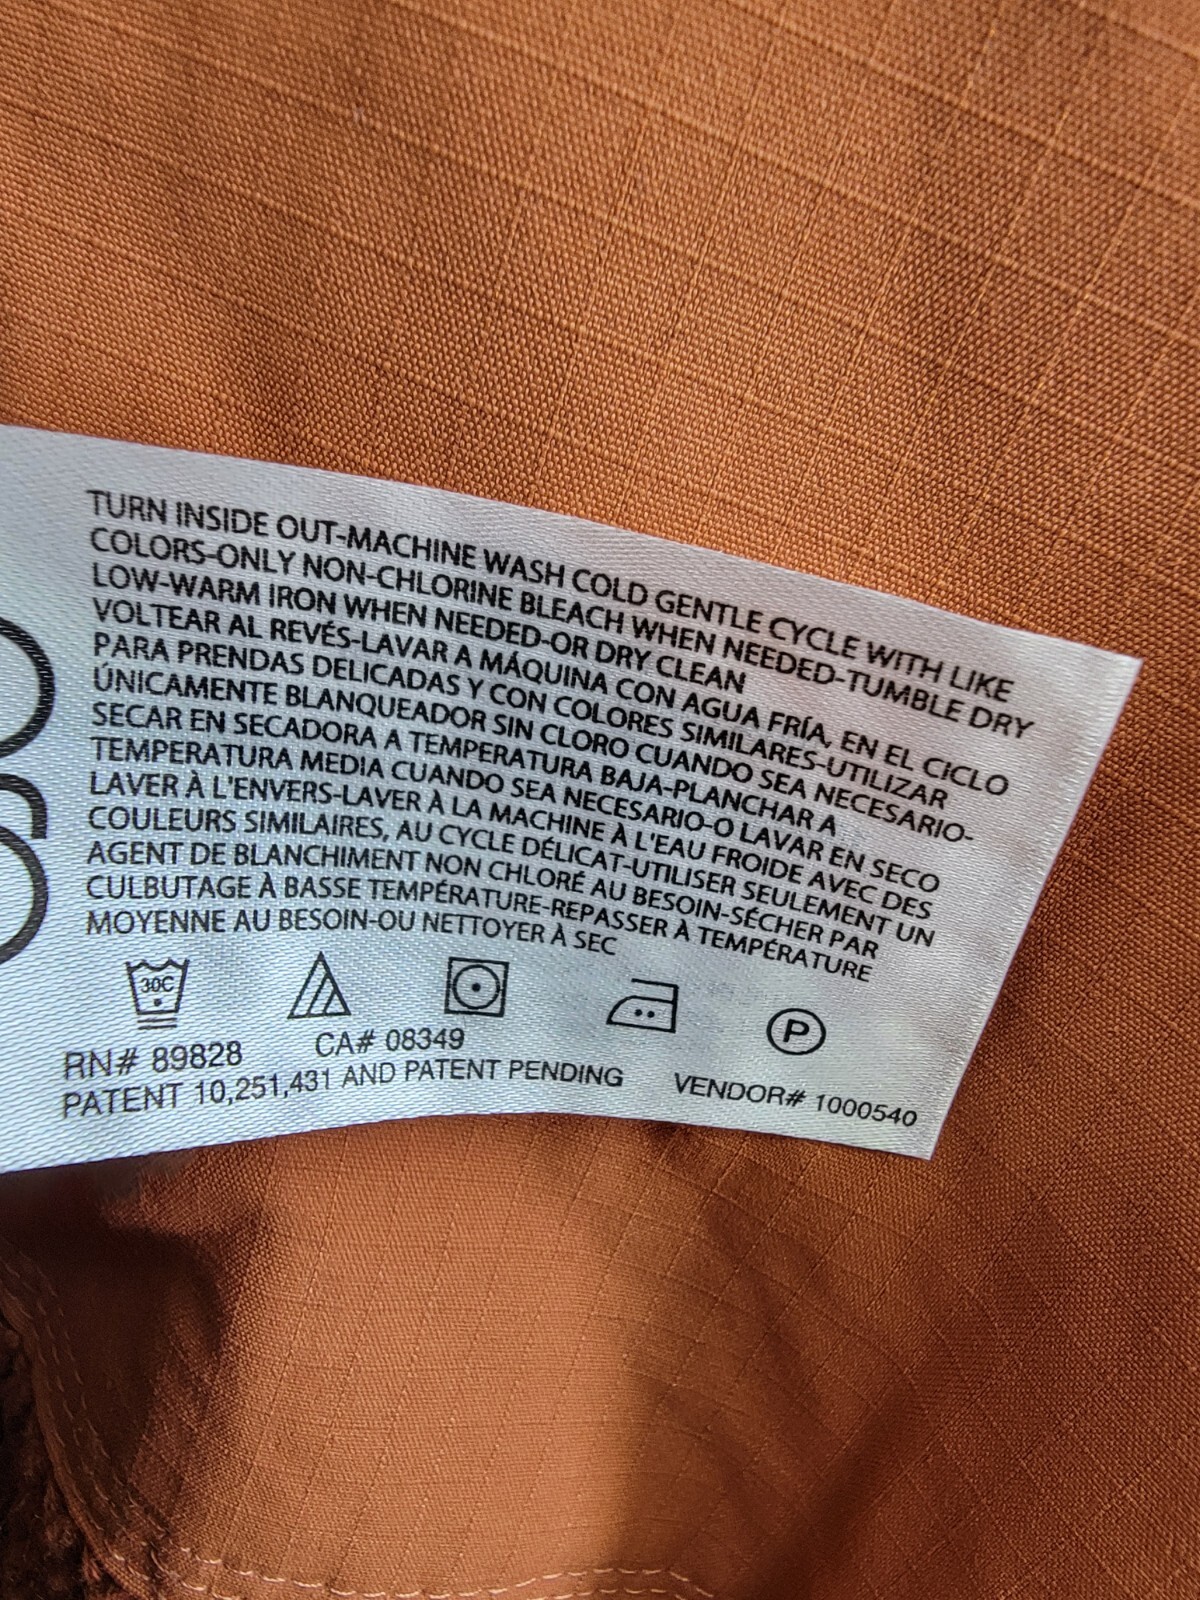 TURN INSIDE OUT-MACHINE WASH COLD GENTLE CYCLE WITH LIKE
COLORS-ONLY NON-CHLORINE BLEACH WHEN NEEDED-TUMBLE DRY
LOW-WARM IRON WHEN NEEDED-OR DRY CLEAN
VOLTEAR AL REVÉS-LAVAR A MÁQUINA CON AGUA FRÍA, EN EL CICLO
PARA PRENDAS DELICADAS Y CON COLORES SIMILARES-UTILIZAR
ÚNICAMENTE BLANQUEADOR SIN CLORO CUANDO SEA NECESARIO-
SECAR EN SECADORA A TEMPERATURA BAJA-PLANCHAR A
TEMPERATURA MEDIA CUANDO SEA NECESARIO-O LAVAR EN SECO
LAVER À L'ENVERS-LAVER À LA MACHINE À L'EAU FROIDE AVEC DES
COULEURS SIMILAIRES, AU CYCLE DÉLICAT-UTILISER SEULEMENT UN
AGENT DE BLANCHIMENT NON CHLORÉ AU BESOIN-SÉCHER PAR
CULBUTAGE À BASSE TEMPÉRATURE-REPASSER À TEMPÉRATURE
MOYENNE AU BESOIN-OU NETTOYER À SEC
30C P
RN# 89828 CA# 08349
PATENT 10,251,431 AND PATENT PENDING VENDOR# 1000540